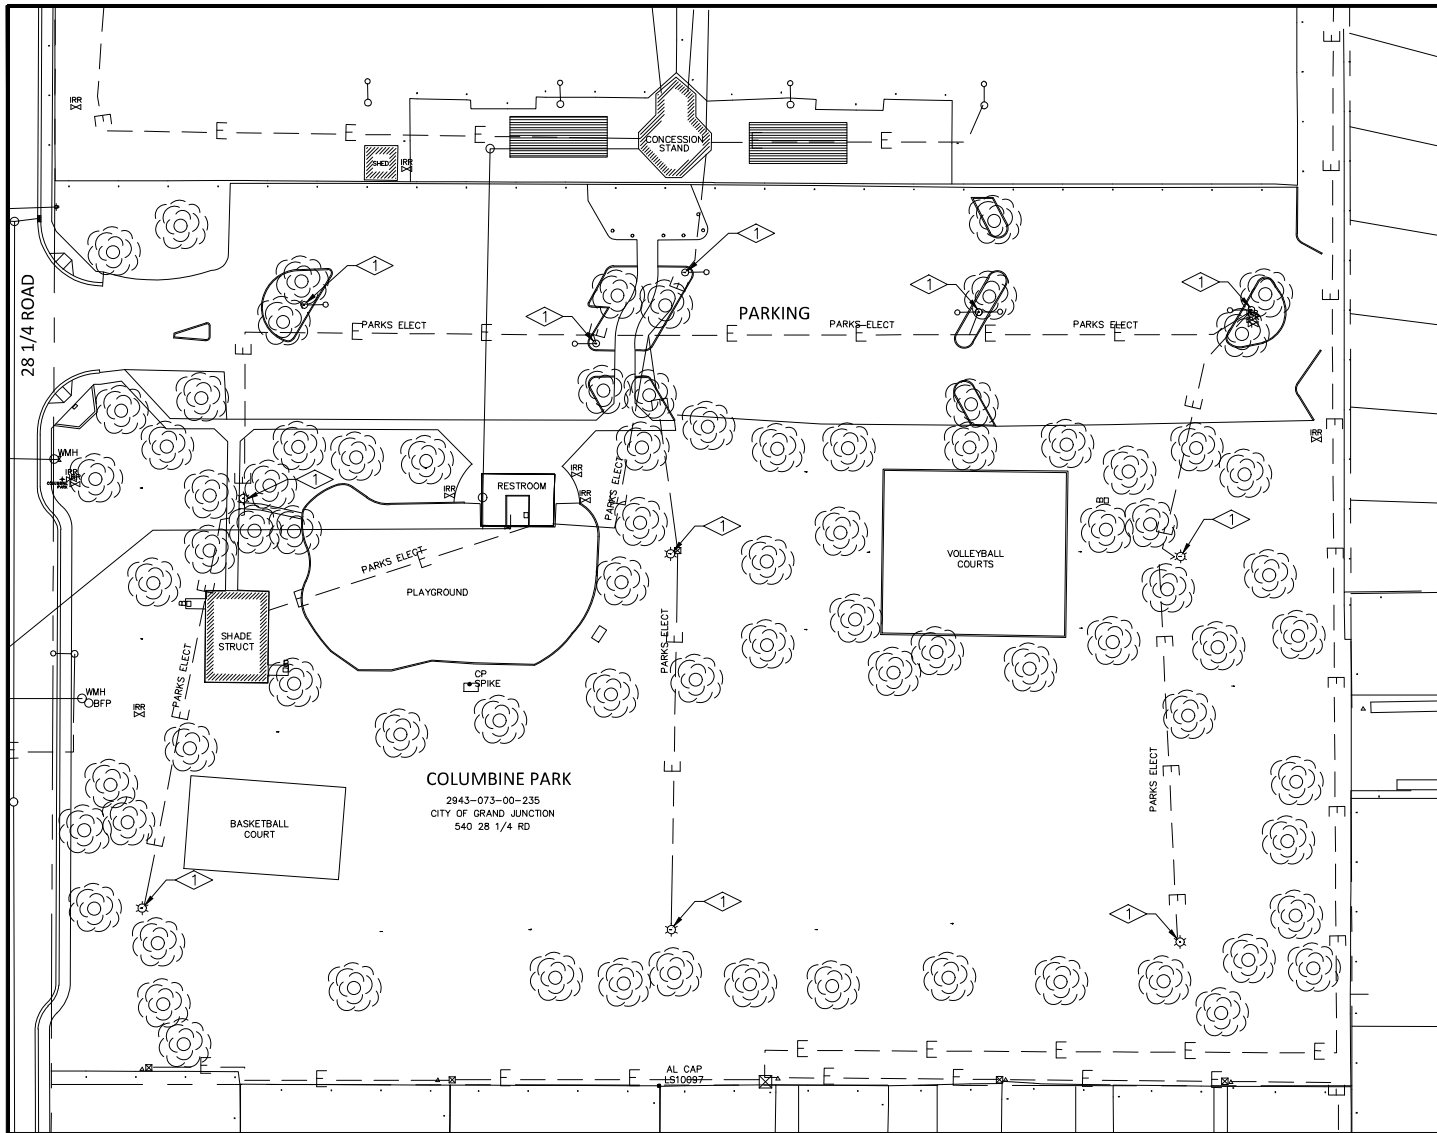 IRR
E
E
E
E
E
E
E
E
CONCESSION
STAND
SHED
IRR
E
28 1/4 ROAD
1
1
1
1
1
1
PARKING
PARKS ELECT
PARKS ELECT
PARKS ELECT
E
E
E
E
E
E
E
E
E
WMH
IRR
IRR
IRR
IRR
IRR
1
RESTROOM
PARKS ELECT
E
B
1
1
PARKS ELECT
E
VOLLEYBALL
COURTS
E
PLAYGROUND
E
E
E
SHADE
STRUCT
PARKS ELECT
PARKS ELECT
E
E
E
B
CP
SPIKE
WMH
BFP
IRR
E
E
E
E
COLUMBINE PARK
2943-073-00-235
CITY OF GRAND JUNCTION
540 28 1/4 RD
PARKS ELECT
E
E
BASKETBALL
COURT
E
1
1
1
E
E
E
E
E
E
E
AL CAP
LS10097
E
E
E
E
E
E
E
E